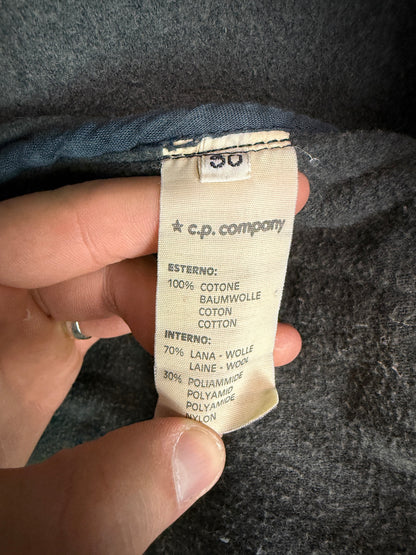 50
★ c.p. company
ESTERNO:
100% COTONE
BAUMWOLLE
COTON
COTTON
INTERNO:
70% LANA - WOLLE
LAINE - WOOL
30% POLIAMMIDE
POLYAMID
POLYAMIDE
NYLON